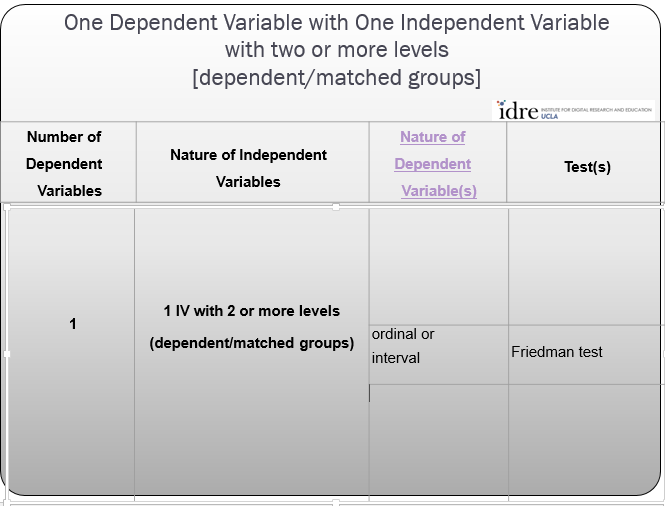 One Dependent Variable with One Independent Variable
with two or more levels
[dependent/matched groups]
idre INSTITUTE FOR DIGITAL RESEARCH AND EDUCATION
UCLA
Number of
Dependent
Variables
Nature of Independent
Variables
Nature of
Dependent
Variable(s)
Test(s)
1
1 IV with 2 or more levels
(dependent/matched groups)
ordinal or
interval
Friedman test